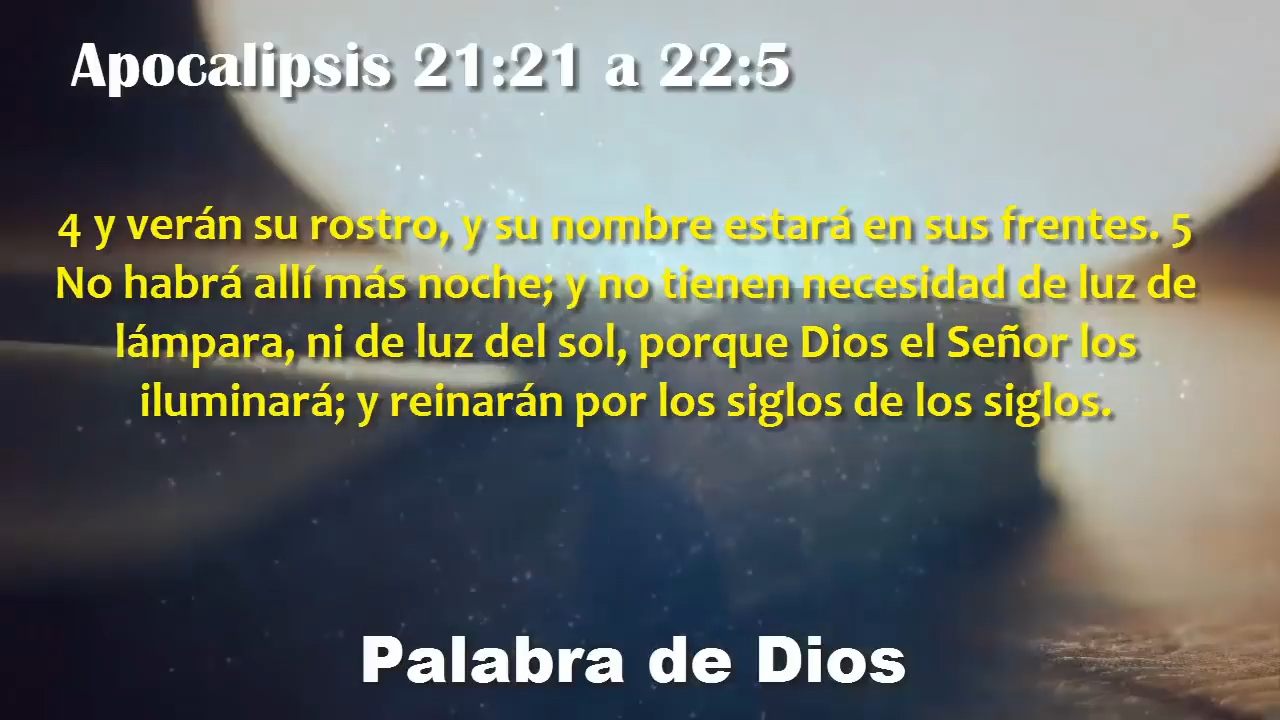 Apocalipsis 21:21 a 22:5
4 y verán su rostro, y su nombre estará en sus frentes. 5
No habrá allí más noche; y no tienen necesidad de luz de
lámpara, ni de luz del sol, porque Dios el Señor los
iluminará; y reinarán por los siglos de los siglos.
Palabra de Dios